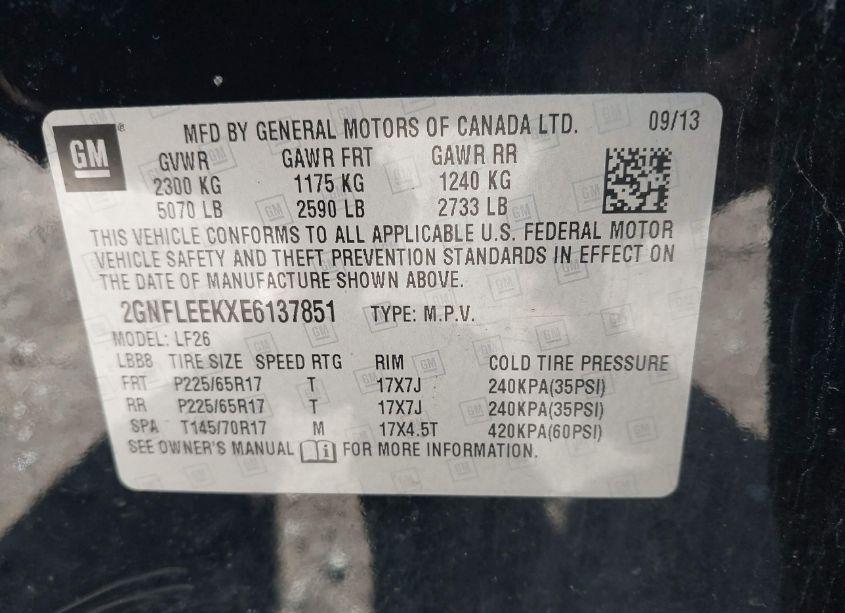 GM ® MFD BY GENERAL MOTORS OF CANADA LTD. 09/13
GVWR GAWR FRT GAWR RR
2300 KG 1175 KG 1240 KG
5070 LB 2590 LB 2733 LB
THIS VEHICLE CONFORMS TO ALL APPLICABLE U.S. FEDERAL MOTOR
VEHICLE SAFETY AND THEFT PREVENTION STANDARDS IN EFFECT ON
THE DATE OF MANUFACTURE SHOWN ABOVE.
2GNFLEEKXE6137851 TYPE: M.P.V.
MODEL: LF26
LBB8 TIRE SIZE SPEED RTG RIM COLD TIRE PRESSURE
FRT P225/65R17 T 17X7J 240KPA(35PSI)
RR P225/65R17 T 17X7J 240KPA(35PSI)
SPA T145/70R17 M 17X4.5T 420KPA(60PSI)
SEE OWNER'S MANUAL i FOR MORE INFORMATION.